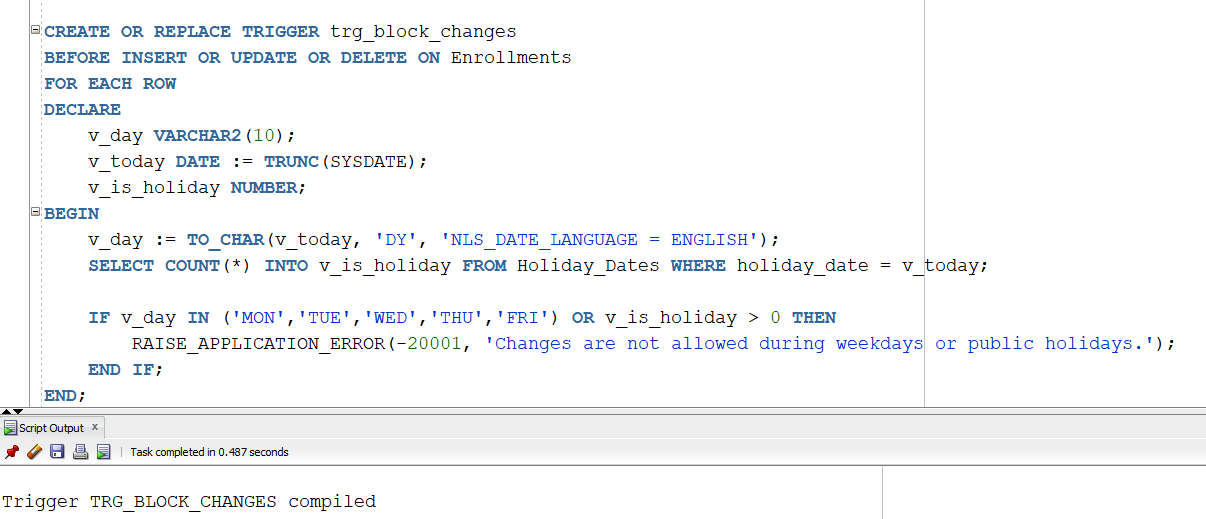 CREATE OR REPLACE TRIGGER trg_block_changes
BEFORE INSERT OR UPDATE OR DELETE ON Enrollments
FOR EACH ROW
DECLARE
    v_day VARCHAR2(10);
    v_today DATE := TRUNC(SYSDATE);
    v_is_holiday NUMBER;
BEGIN
    v_day := TO_CHAR(v_today, 'DY', 'NLS_DATE_LANGUAGE = ENGLISH');
    SELECT COUNT(*) INTO v_is_holiday FROM Holiday_Dates WHERE holiday_date = v_today;
    IF v_day IN ('MON','TUE','WED','THU','FRI') OR v_is_holiday > 0 THEN
        RAISE_APPLICATION_ERROR(-20001, 'Changes are not allowed during weekdays or public holidays.');
    END IF;
END;
Script Output x
Task completed in 0.487 seconds
Trigger TRG_BLOCK_CHANGES compiled